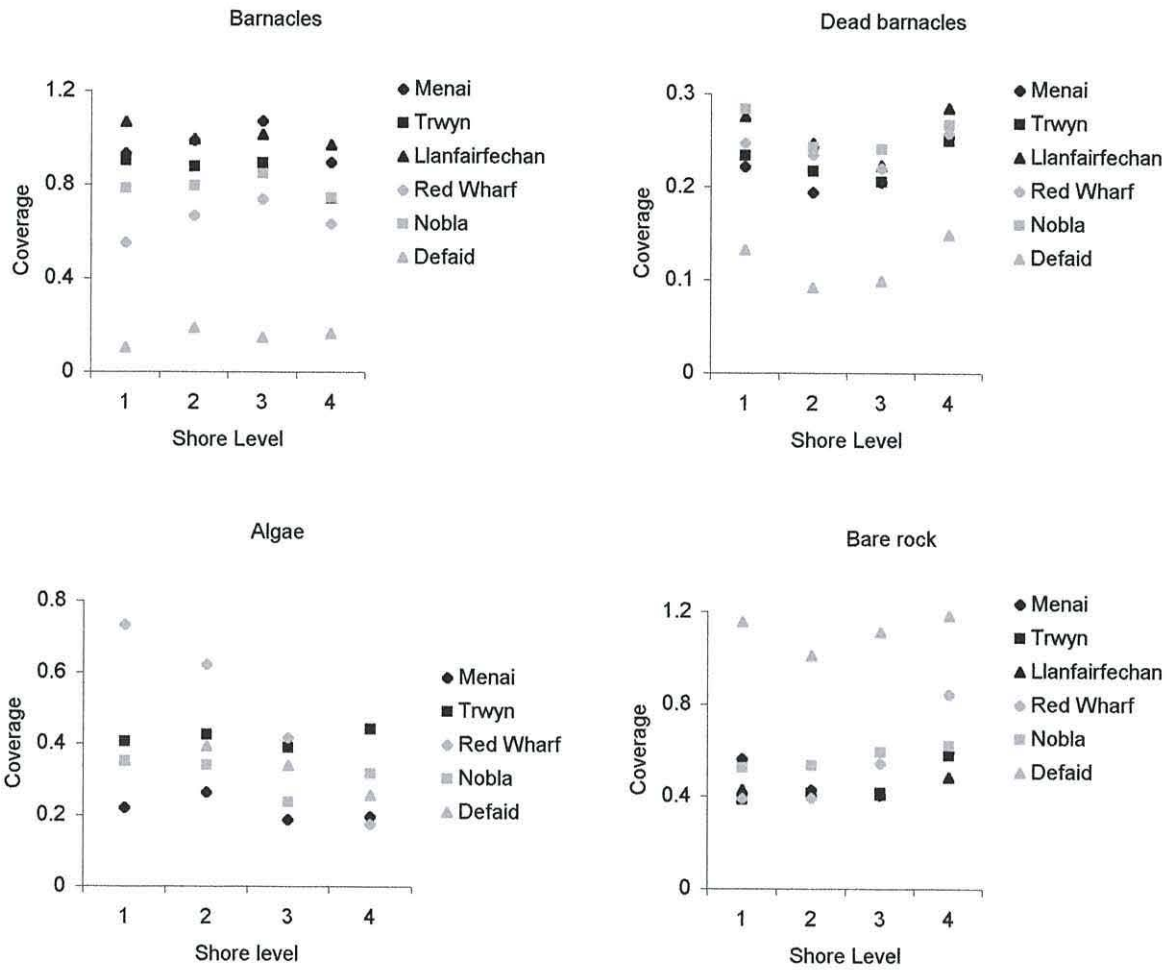 Barnacles
Coverage
1.2
0.8
0.4
0
1 2 3 4
Shore Level
Menai
Trwyn
Llanfairfechan
Red Wharf
Nobla
Defaid
Dead barnacles
Coverage
0.3
0.2
0.1
0
1 2 3 4
Shore Level
Menai
Trwyn
Llanfairfechan
Red Wharf
Nobla
Defaid
Algae
Coverage
0.8
0.6
0.4
0.2
0
1 2 3 4
Shore level
Menai
Trwyn
Red Wharf
Nobla
Defaid
Bare rock
Coverage
1.2
0.8
0.4
0
1 2 3 4
Shore Level
Menai
Trwyn
Llanfairfechan
Red Wharf
Nobla
Defaid